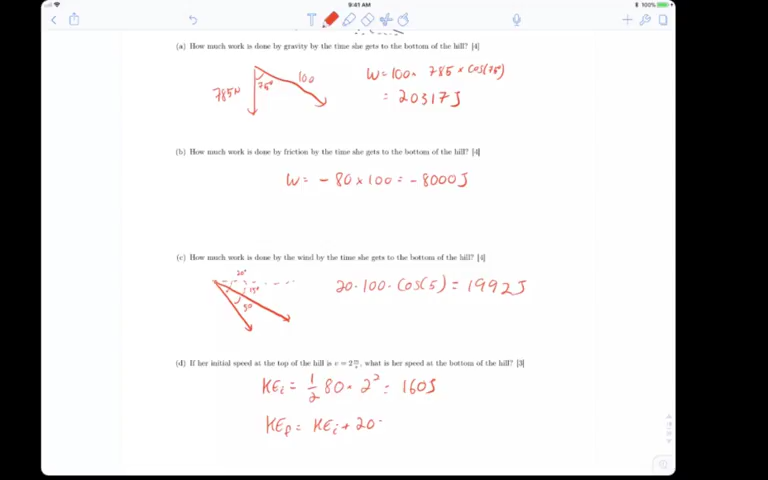 9:41 AM
100%
(a) How much work is done by gravity by the time she gets to the bottom of the hill? [4]
785N 75° 100
W = 100 · 785 × cos(75°)
= 20317 J
(b) How much work is done by friction by the time she gets to the bottom of the hill? [4]
W = - 80 × 100 = - 8000 J
(c) How much work is done by the wind by the time she gets to the bottom of the hill? [4]
20°
15°
20 · 100 · Cos(5) = 1992 J
(d) If her initial speed at the top of the hill is v = 2 m/s, what is her speed at the bottom of the hill? [3]
KEi = 1/2 80 · 2² = 160J
KEf = KEi + 20